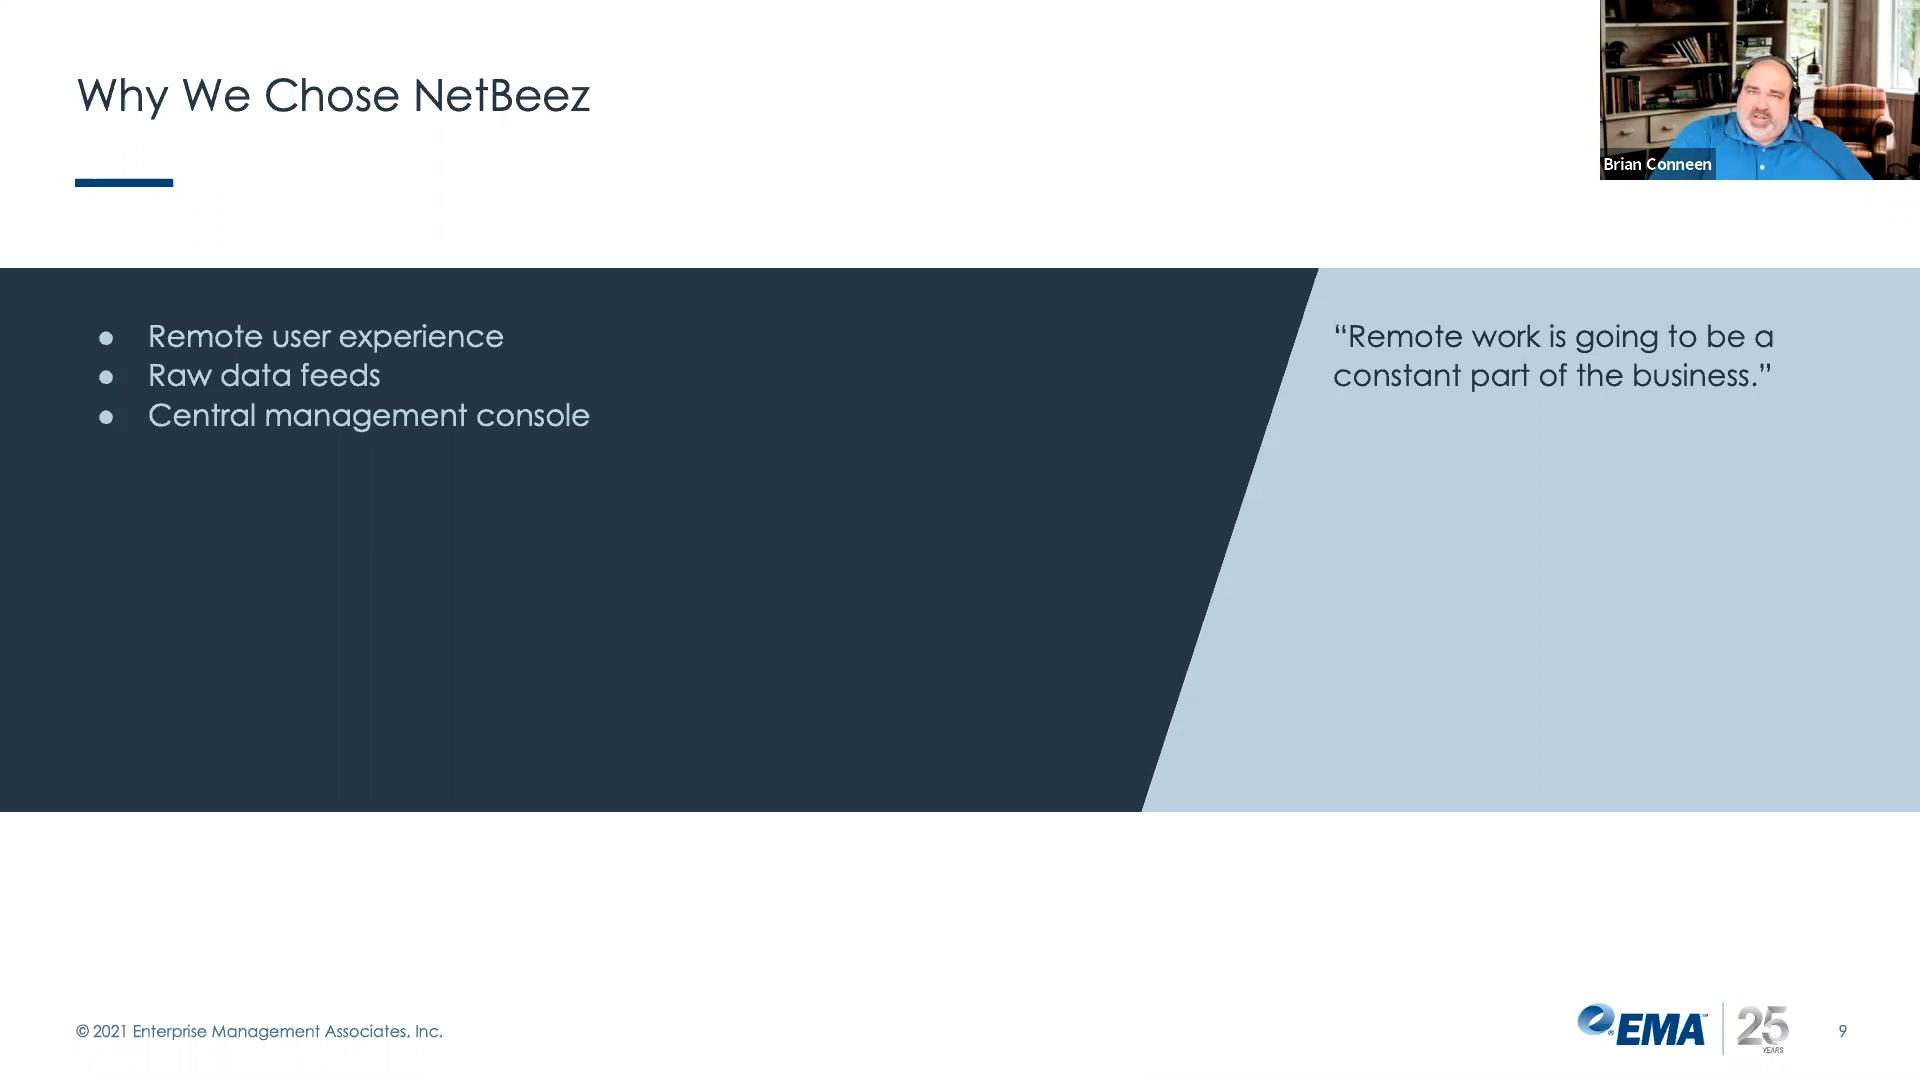 Why We Chose NetBeez
Brian Conneen
● Remote user experience
● Raw data feeds
● Central management console
“Remote work is going to be a
constant part of the business.”
© 2021 Enterprise Management Associates, Inc.
EMA™
25
YEARS
9